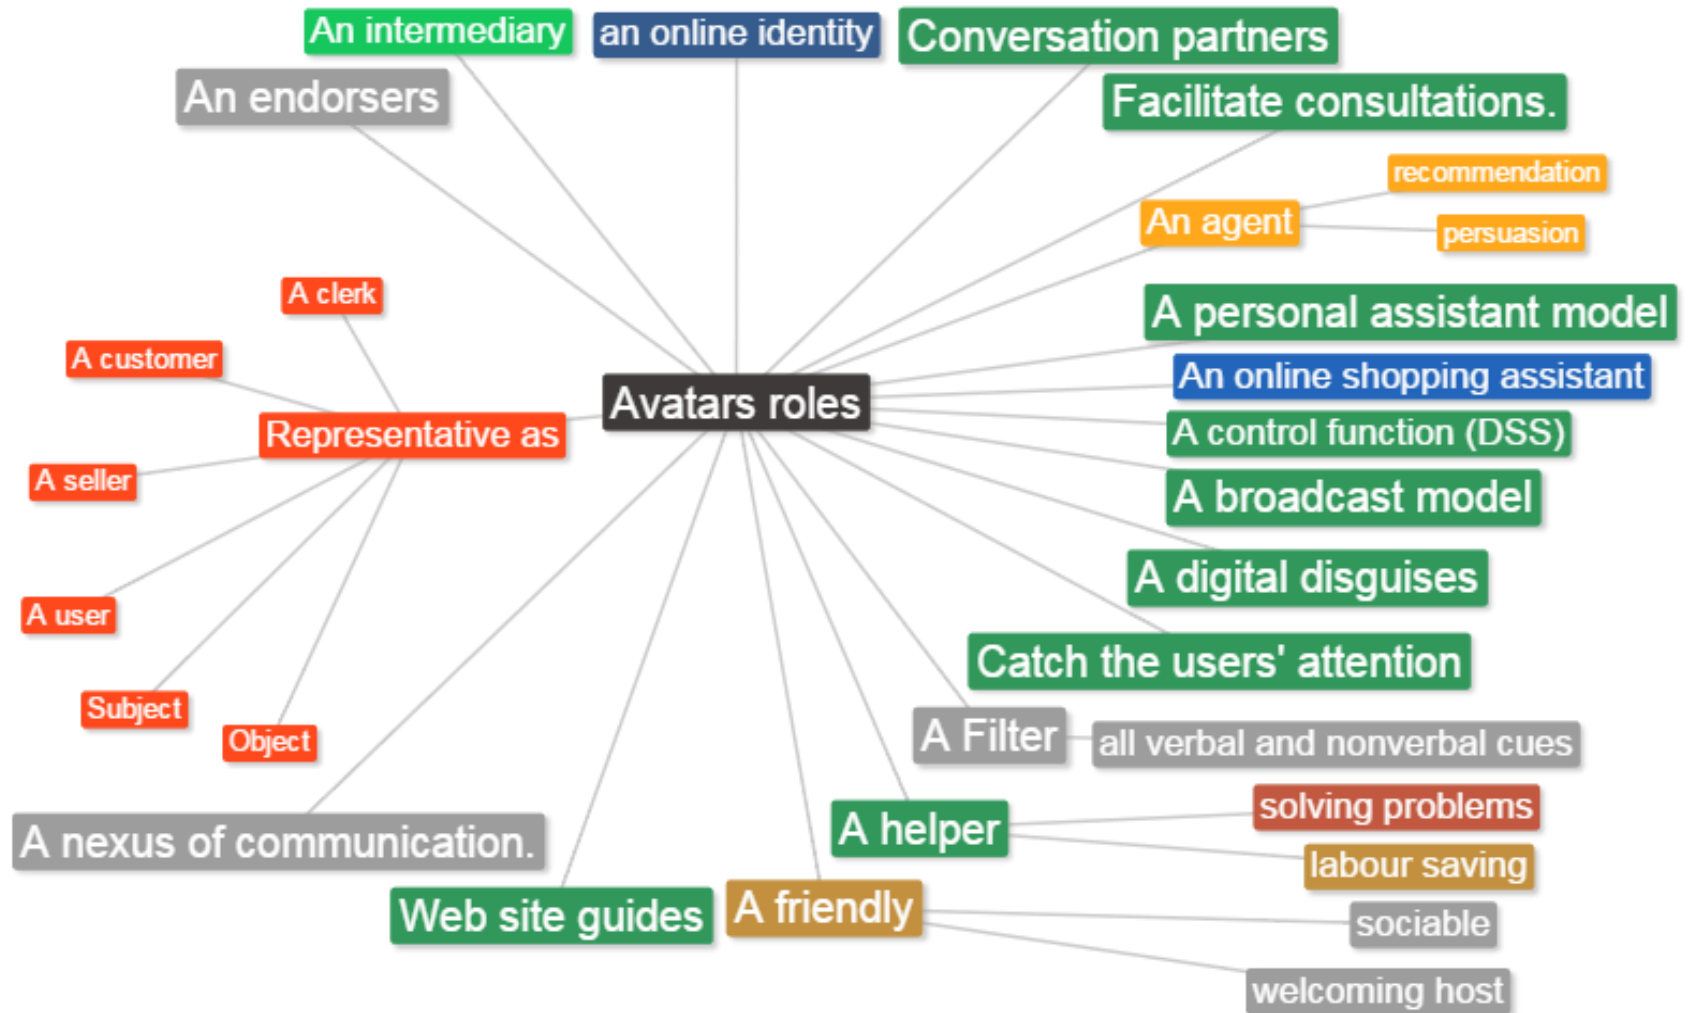 An intermediary
an online identity
Conversation partners
An endorsers
Facilitate consultations.
recommendation
An agent
persuasion
A clerk
A personal assistant model
A customer
An online shopping assistant
Avatars roles
Representative as
A control function (DSS)
A seller
A broadcast model
A digital disguises
A user
Catch the users' attention
Subject
Object
A Filter
all verbal and nonverbal cues
solving problems
A helper
A nexus of communication.
labour saving
Web site guides
A friendly
sociable
welcoming host